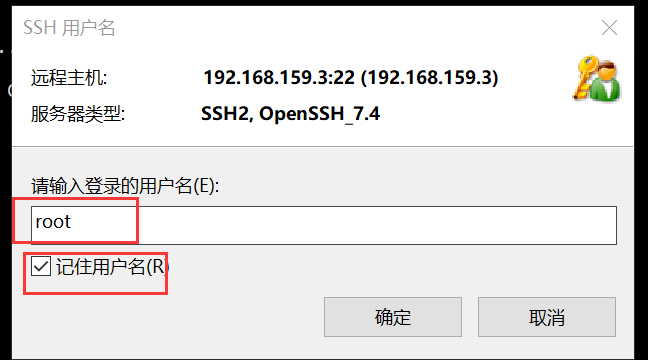 SSH 用户名
远程主机: 192.168.159.3:22 (192.168.159.3)
服务器类型: SSH2, OpenSSH_7.4
请输入登录的用户名(E):
root
记住用户名(R)
确定 取消